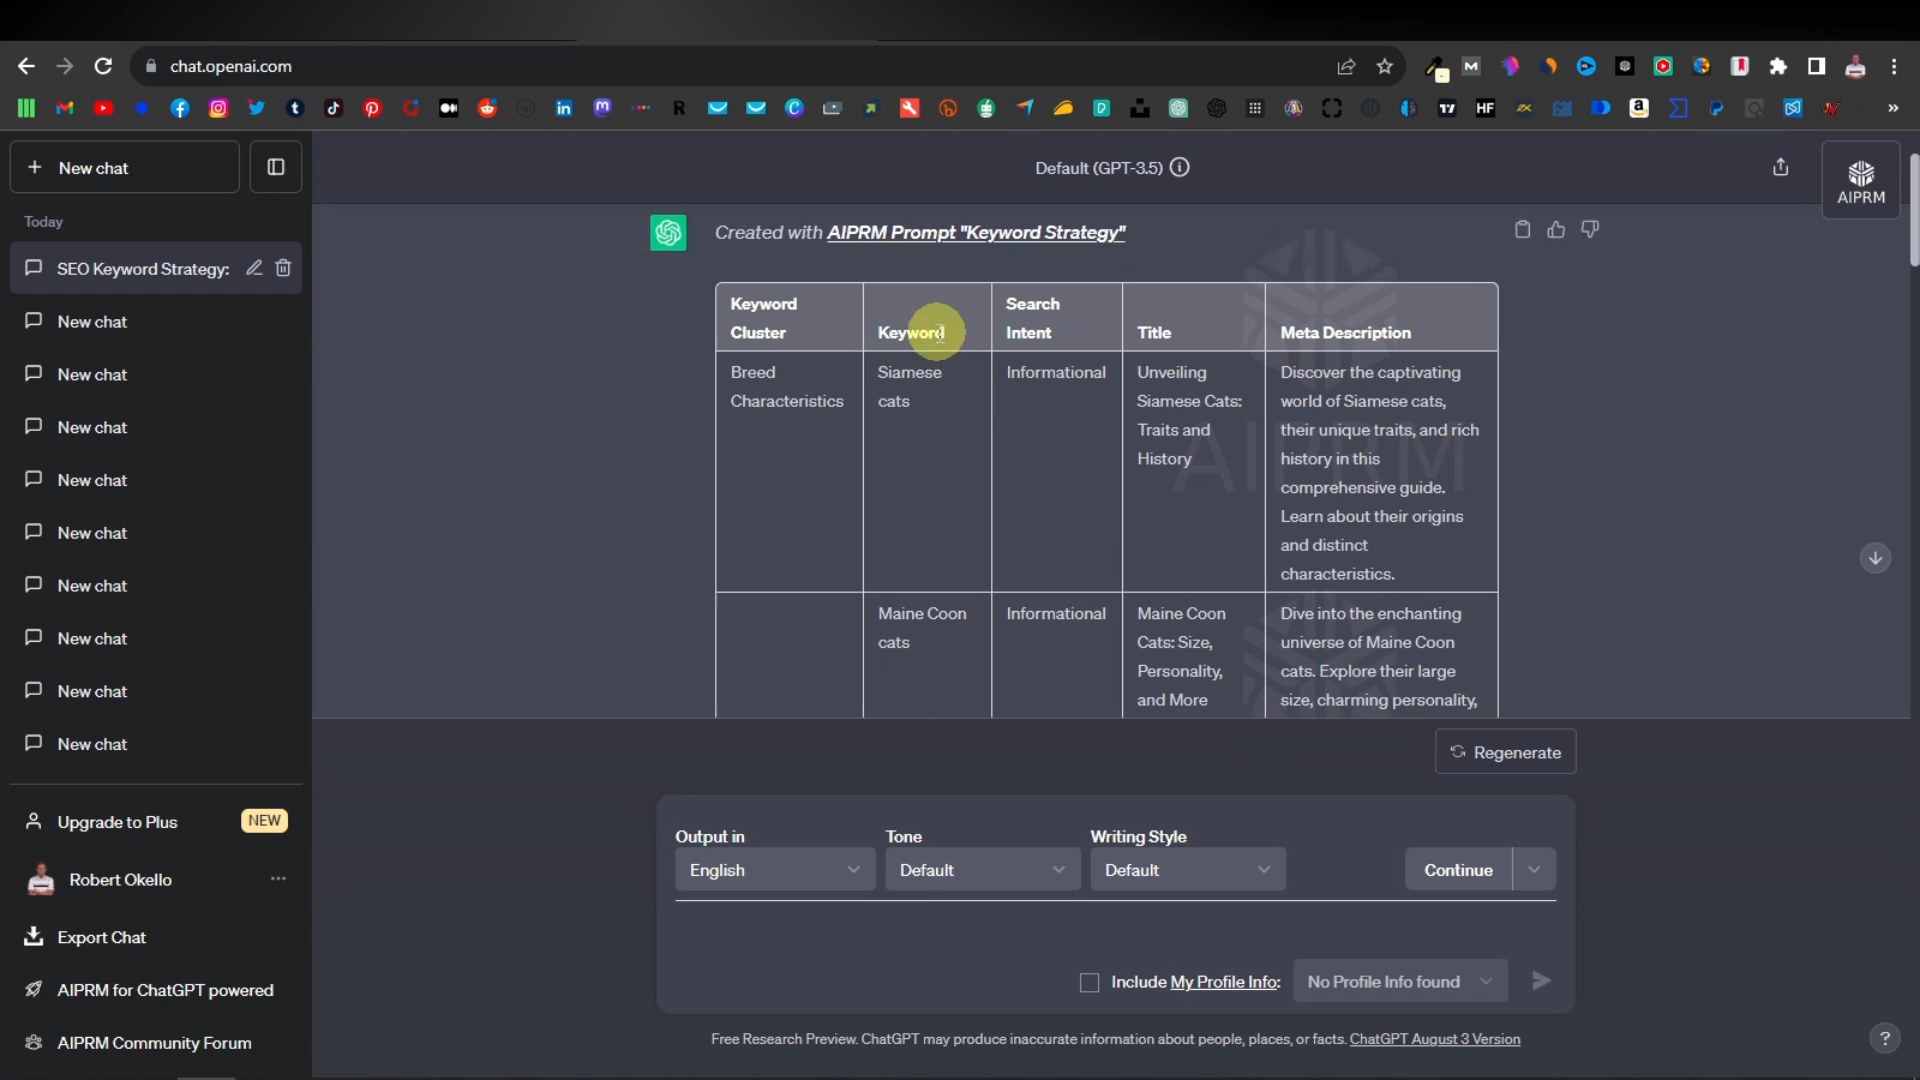 chat.openai.com
New chat
Default (GPT-3.5)
AIPRM
Today
SEO Keyword Strategy:
New chat
New chat
New chat
New chat
New chat
New chat
New chat
New chat
New chat
Upgrade to Plus NEW
Robert Okello
Export Chat
AIPRM for ChatGPT powered
AIPRM Community Forum
Created with AIPRM Prompt "Keyword Strategy"
Keyword Cluster
Keyword
Search Intent
Title
Meta Description
Breed
Characteristics
Siamese
cats
Informational
Unveiling
Siamese Cats:
Traits and
History
Discover the captivating
world of Siamese cats,
their unique traits, and rich
history in this
comprehensive guide.
Learn about their origins
and distinct
characteristics.
Maine Coon
cats
Informational
Maine Coon
Cats: Size,
Personality,
and More
Dive into the enchanting
universe of Maine Coon
cats. Explore their large
size, charming personality,
AIPRM
Regenerate
Output in
English
Tone
Default
Writing Style
Default
Continue
Include My Profile Info:
No Profile Info found
Free Research Preview. ChatGPT may produce inaccurate information about people, places, or facts. ChatGPT August 3 Version
?